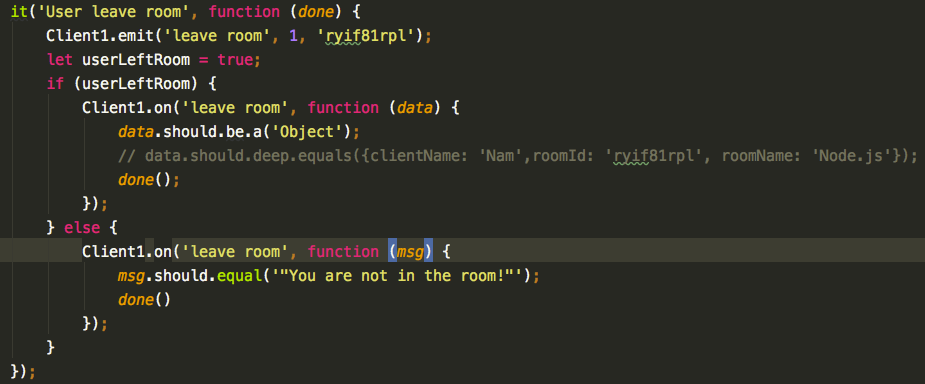 it('User leave room', function (done) {
    Client1.emit('leave room', 1, 'ryif81rpl');
    let userLeftRoom = true;
    if (userLeftRoom) {
        Client1.on('leave room', function (data) {
            data.should.be.a('Object');
            // data.should.deep.equals({clientName: 'Nam',roomId: 'ryif81rpl', roomName: 'Node.js'});
            done();
        });
    } else {
        Client1.on('leave room', function (msg) {
            msg.should.equal('"You are not in the room!"');
            done()
        });
    }
});